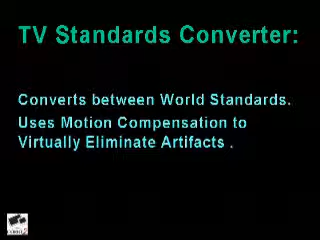 TV Standards Converter:
Converts between World Standards.
Uses Motion Compensation to
Virtually Eliminate Artifacts .